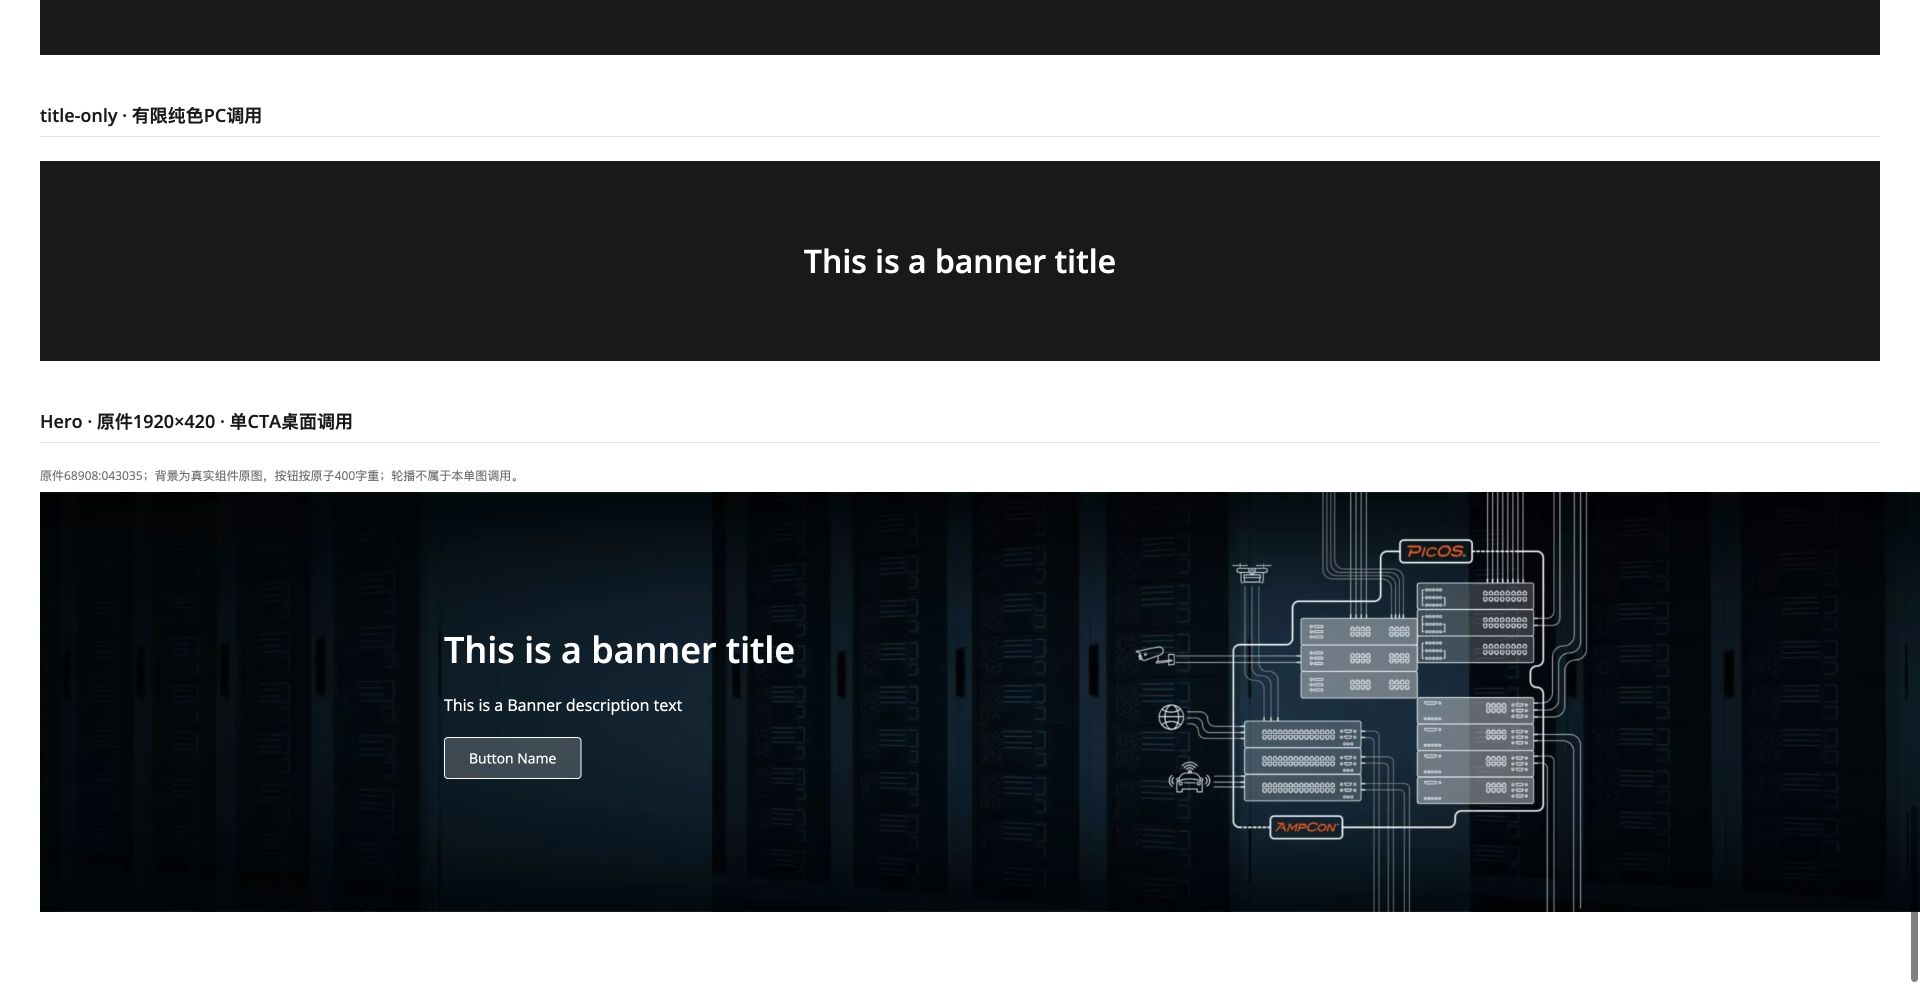 title-only · 有限纯色PC调用
This is a banner title
Hero · 原件1920×420 · 单CTA桌面调用
原件68908:043035；背景为真实组件原图，按钮按原子400字重；轮播不属于本单图调用。
PICOS
This is a banner title
This is a Banner description text
Button Name
AMPCON